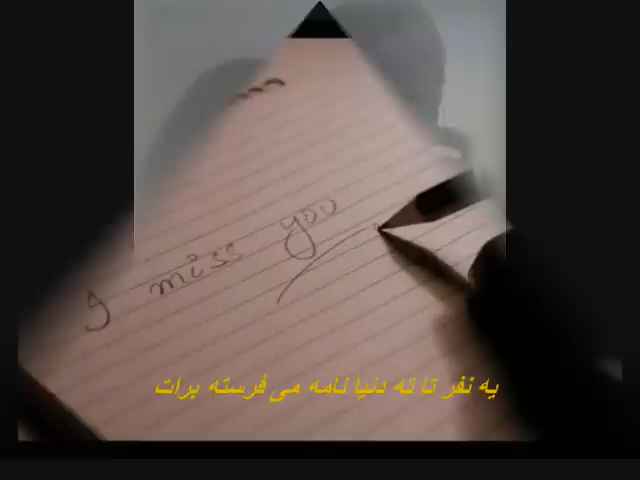 I miss you
یه نفر تا ته دنیا نامه می فرسته برات